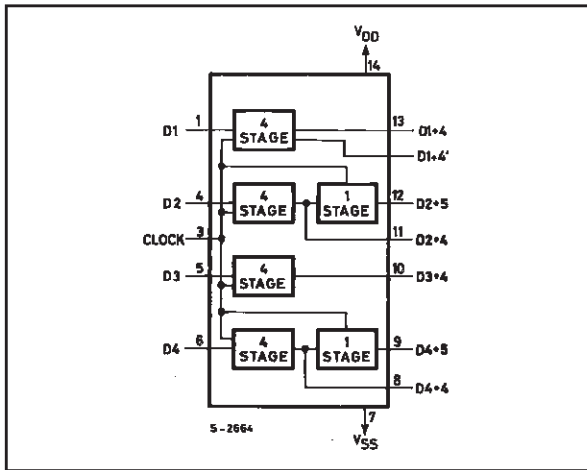 VDD
14
D1 1 4 STAGE 13 D1+4
D1+4'
D2 4 4 STAGE 1 STAGE 12 D2+5
CLOCK 3 11 D2+4
D3 5 4 STAGE 10 D3+4
D4 6 4 STAGE 1 STAGE 9 D4+5
8 D4+4
7
S-2664
VSS